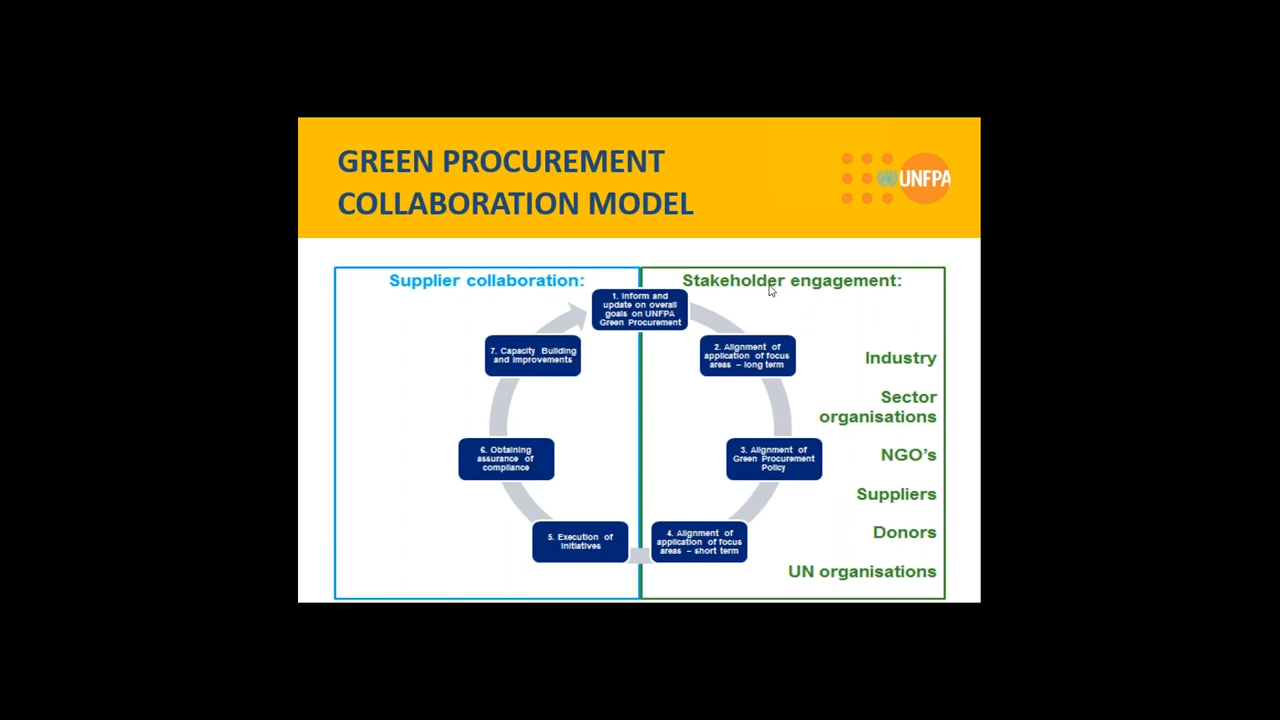 GREEN PROCUREMENT
COLLABORATION MODEL
UNFPA
Supplier collaboration:
Stakeholder engagement:
1. Inform and
update on overall
goals on UNFPA
Green Procurement
2. Alignment of
application of focus
areas – long term
3. Alignment of
Green Procurement
Policy
4. Alignment of
application of focus
areas – short term
5. Execution of
initiatives
6. Obtaining
assurance of
compliance
7. Capacity Building
and improvements
Industry
Sector
organisations
NGO's
Suppliers
Donors
UN organisations